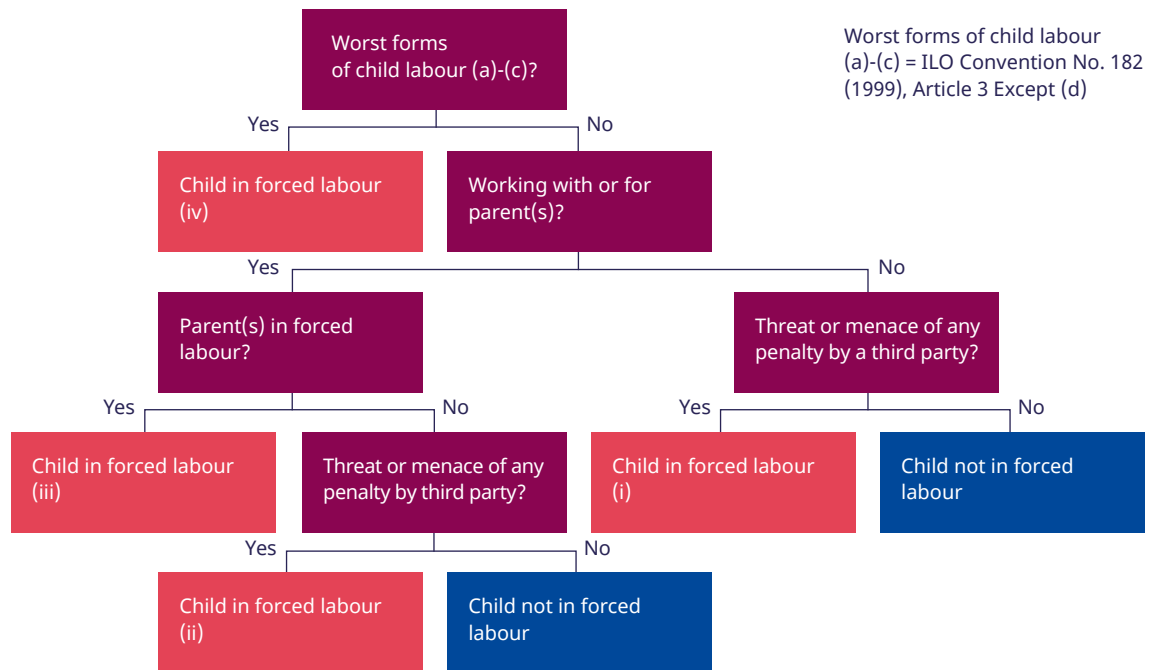 Worst forms
of child labour (a)-(c)?
Worst forms of child labour
(a)-(c) = ILO Convention No. 182
(1999), Article 3 Except (d)
Yes
No
Child in forced labour
(iv)
Working with or for
parent(s)?
Yes
No
Parent(s) in forced
labour?
Threat or menace of any
penalty by a third party?
Yes
No
Yes
No
Child in forced labour
(iii)
Threat or menace of any
penalty by third party?
Child in forced labour
(i)
Child not in forced
labour
Yes
No
Child in forced labour
(ii)
Child not in forced
labour